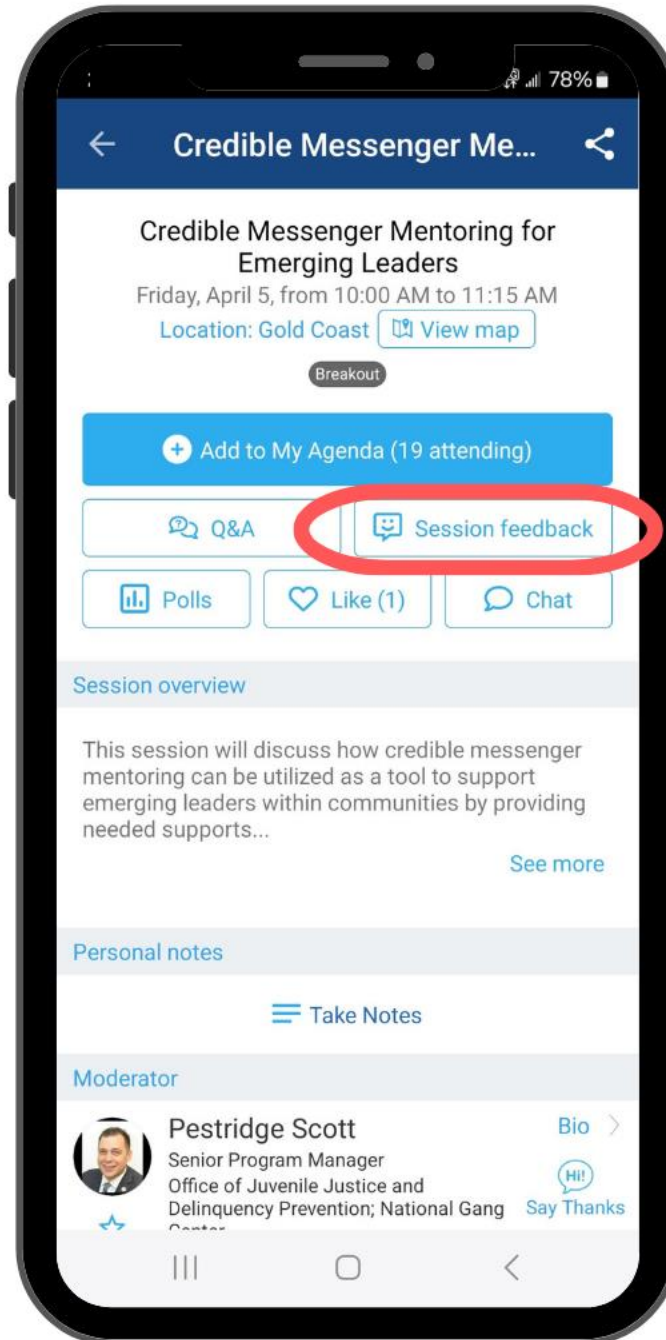 78%
Credible Messenger Me...
Credible Messenger Mentoring for
Emerging Leaders
Friday, April 5, from 10:00 AM to 11:15 AM
Location: Gold Coast View map
Breakout
Add to My Agenda (19 attending)
Q&A Session feedback
Polls Like (1) Chat
Session overview
This session will discuss how credible messenger
mentoring can be utilized as a tool to support
emerging leaders within communities by providing
needed supports...
See more
Personal notes
Take Notes
Moderator
Pestridge Scott Bio
Senior Program Manager
Office of Juvenile Justice and
Delinquency Prevention; National Gang
Hi!
Say Thanks
Center